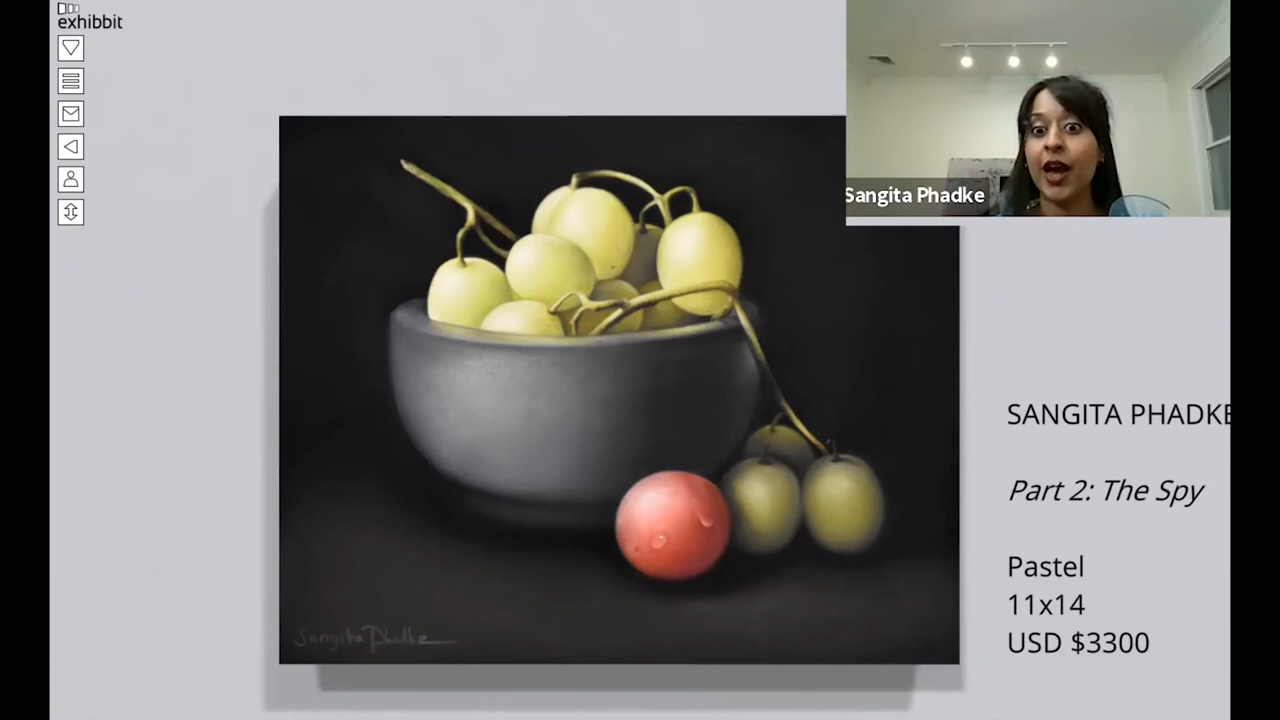 exhibbit
Sangita Phadke
SANGITA PHADKE
Part 2: The Spy
Pastel
11x14
USD $3300
Sangita Phadke